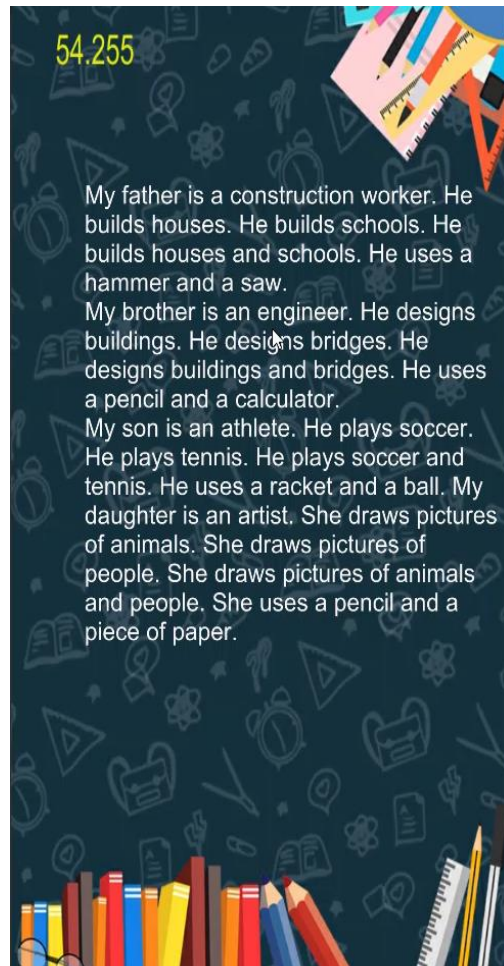 54.255
My father is a construction worker. He
builds houses. He builds schools. He
builds houses and schools. He uses a
hammer and a saw.
My brother is an engineer. He designs
buildings. He designs bridges. He
designs buildings and bridges. He uses
a pencil and a calculator.
My son is an athlete. He plays soccer.
He plays tennis. He plays soccer and
tennis. He uses a racket and a ball. My
daughter is an artist. She draws pictures
of animals. She draws pictures of
people. She draws pictures of animals
and people. She uses a pencil and a
piece of paper.